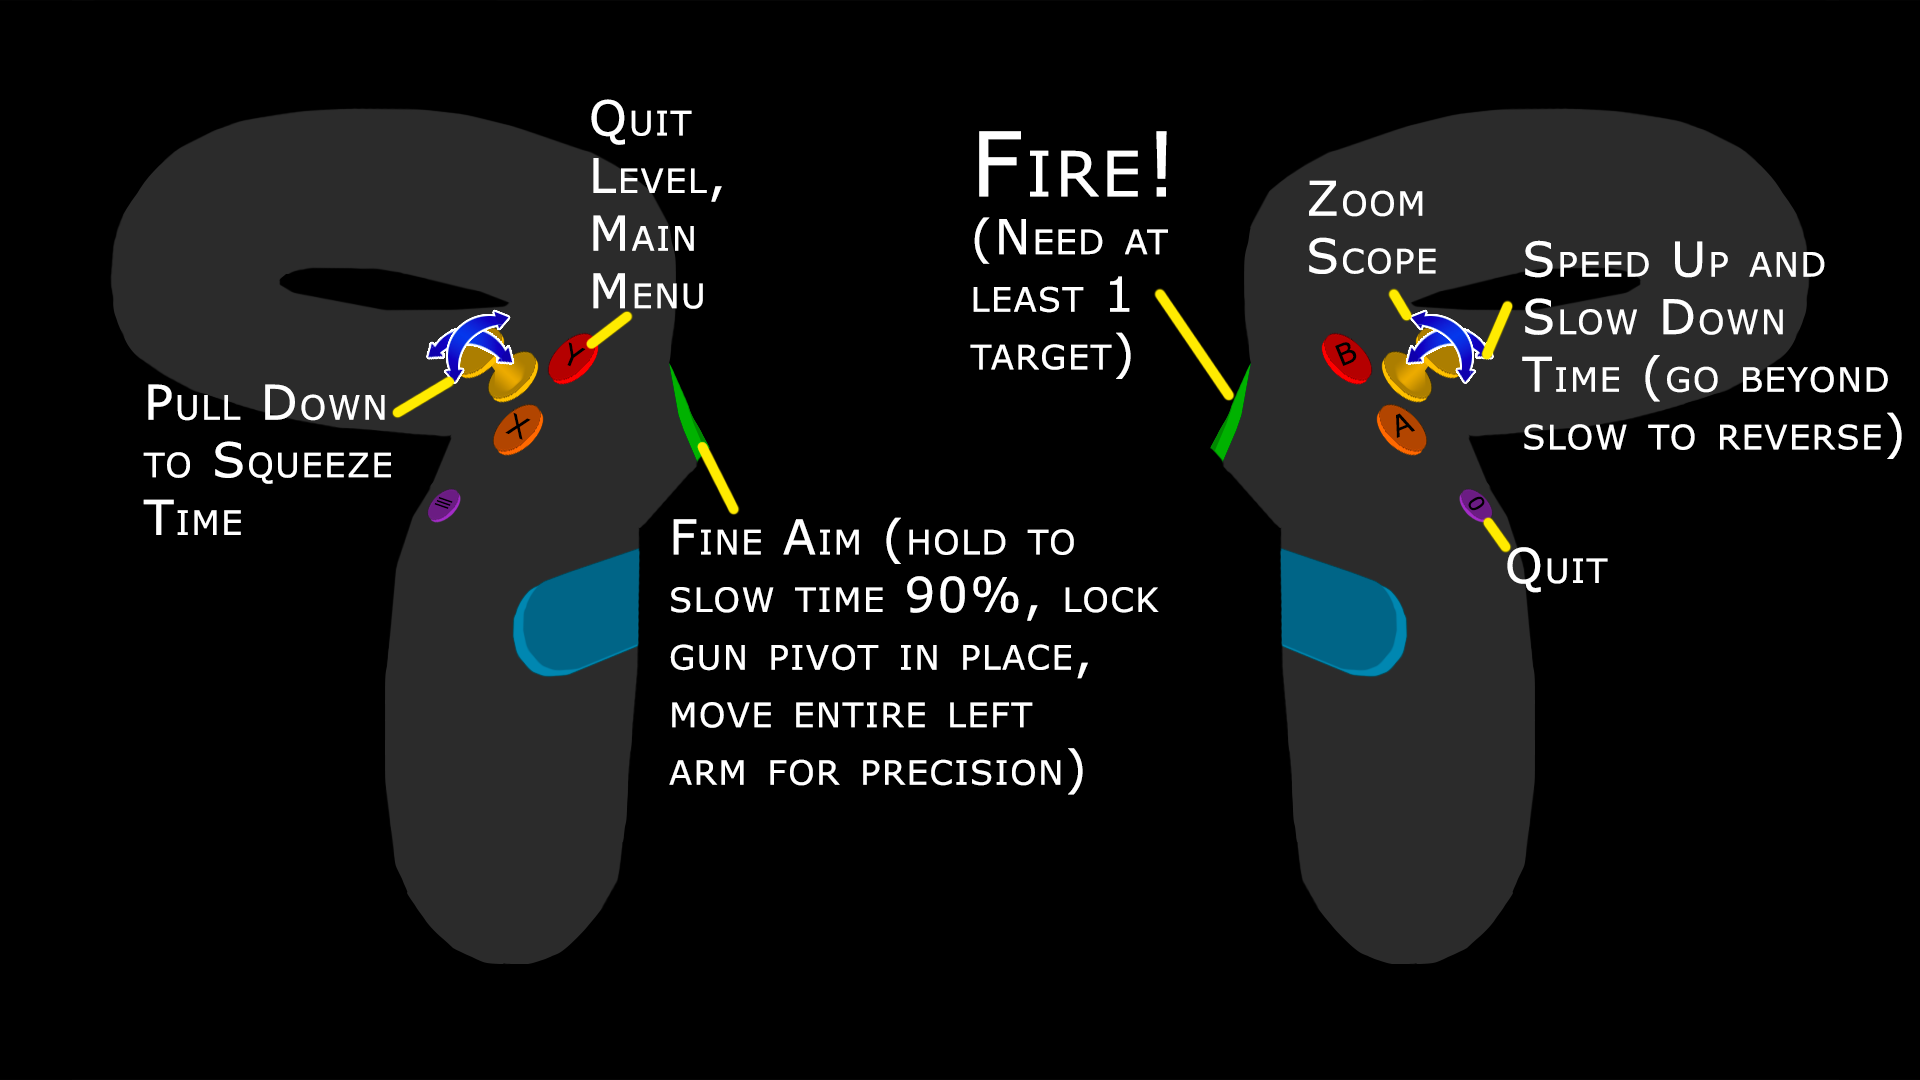 Quit
Level,
Main
Menu
Y
X
≡
Pull Down
to Squeeze
Time
Fine Aim (hold to
slow time 90%, lock
gun pivot in place,
move entire left
arm for precision)
Fire!
(Need at
least 1
target)
Zoom
Scope
Speed Up and
Slow Down
Time (go beyond
slow to reverse)
B
A
0
Quit